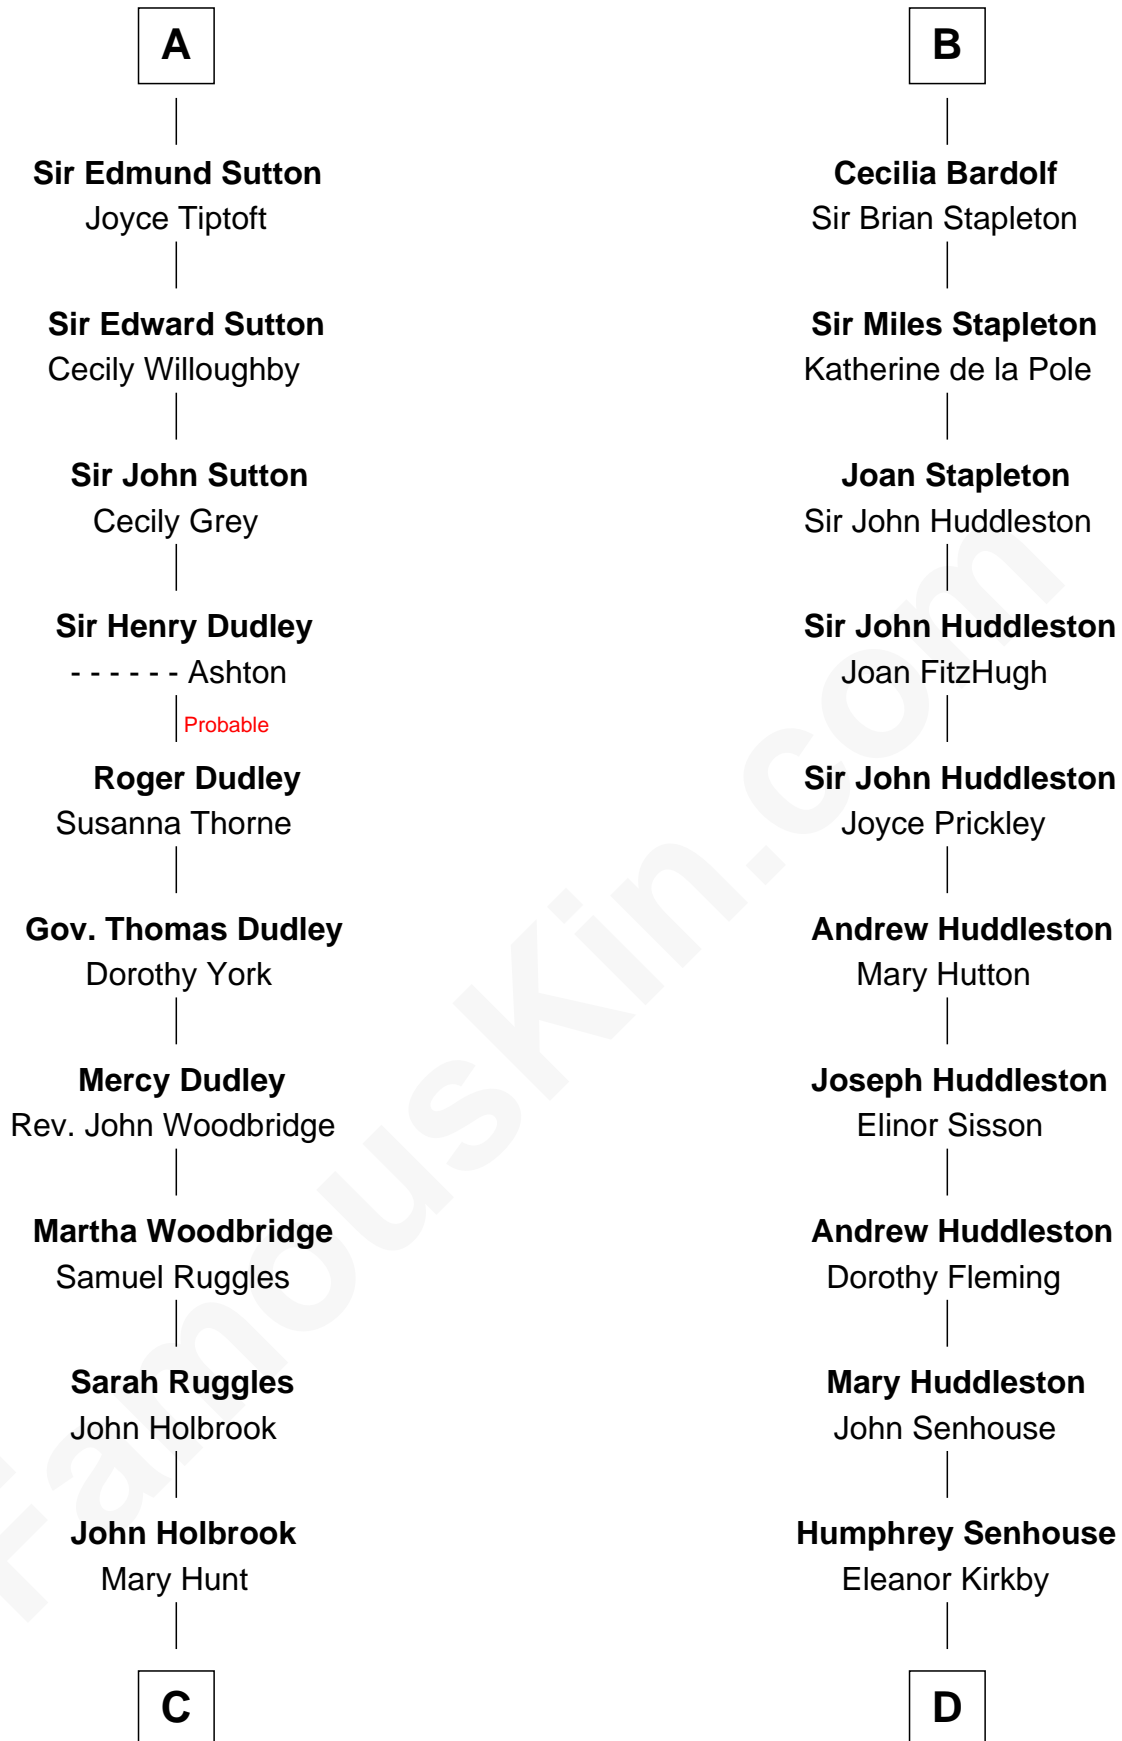 A
Sir Edmund Sutton
Joyce Tiptoft
Sir Edward Sutton
Cecily Willoughby
Sir John Sutton
Cecily Grey
Sir Henry Dudley
- - - - - - Ashton
Probable
Roger Dudley
Susanna Thorne
Gov. Thomas Dudley
Dorothy York
Mercy Dudley
Rev. John Woodbridge
Martha Woodbridge
Samuel Ruggles
Sarah Ruggles
John Holbrook
John Holbrook
Mary Hunt
C
B
Cecilia Bardolf
Sir Brian Stapleton
Sir Miles Stapleton
Katherine de la Pole
Joan Stapleton
Sir John Huddleston
Sir John Huddleston
Joan FitzHugh
Sir John Huddleston
Joyce Prickley
Andrew Huddleston
Mary Hutton
Joseph Huddleston
Elinor Sisson
Andrew Huddleston
Dorothy Fleming
Mary Huddleston
John Senhouse
Humphrey Senhouse
Eleanor Kirkby
D
FamousKin.com